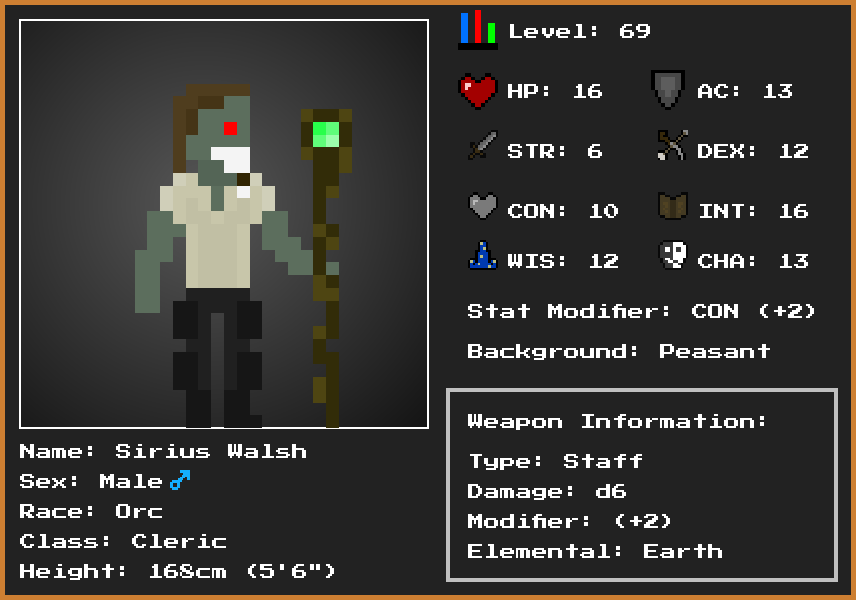 Level: 69
HP: 16 AC: 13
STR: 6 DEX: 12
CON: 10 INT: 16
WIS: 12 CHA: 13
Stat Modifier: CON (+2)
Background: Peasant
Weapon Information:
Type: Staff
Damage: d6
Modifier: (+2)
Elemental: Earth
Name: Sirius Walsh
Sex: Male♂
Race: Orc
Class: Cleric
Height: 168cm (5'6")